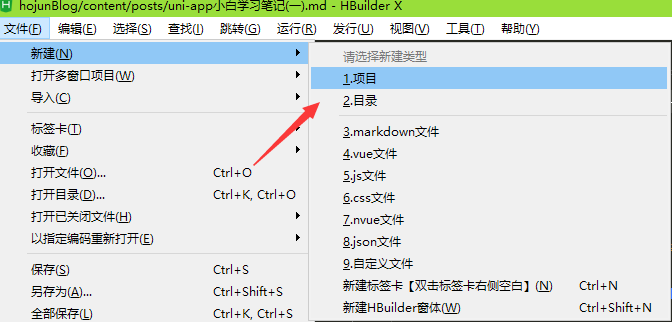 hojunBlog/content/posts/uni-app小白学习笔记(一).md - HBuilder X
文件(F) 编辑(E) 选择(S) 查找(I) 跳转(G) 运行(R) 发行(U) 视图(V) 工具(T) 帮助(Y)
新建(N)
打开多窗口项目(W)
导入(C)
标签卡(T)
收藏(F)
打开文件(O)... Ctrl+O
打开目录(D)... Ctrl+K, Ctrl+O
打开已关闭文件(H)
以指定编码重新打开(E)
保存(S) Ctrl+S
另存为(A)... Ctrl+Shift+S
全部保存(L) Ctrl+K, Ctrl+S
请选择新建类型
1.项目
2.目录
3.markdown文件
4.vue文件
5.js文件
6.css文件
7.nvue文件
8.json文件
9.自定义文件
新建标签卡【双击标签卡右侧空白】(N) Ctrl+N
新建HBuilder窗体(W) Ctrl+Shift+N